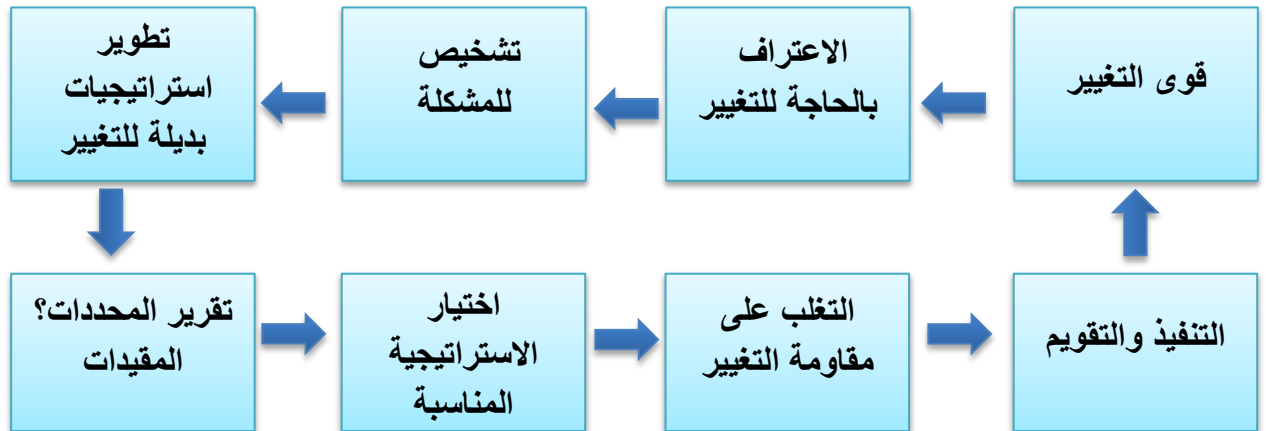 قوى التغيير
الاعتراف
بالحاجة للتغيير
تشخيص
للمشكلة
تطوير
استراتيجيات
بديلة للتغيير
تقرير المحددات؟
المقيدات
اختيار
الاستراتيجية
المناسبة
التغلب على
مقاومة التغيير
التنفيذ والتقويم